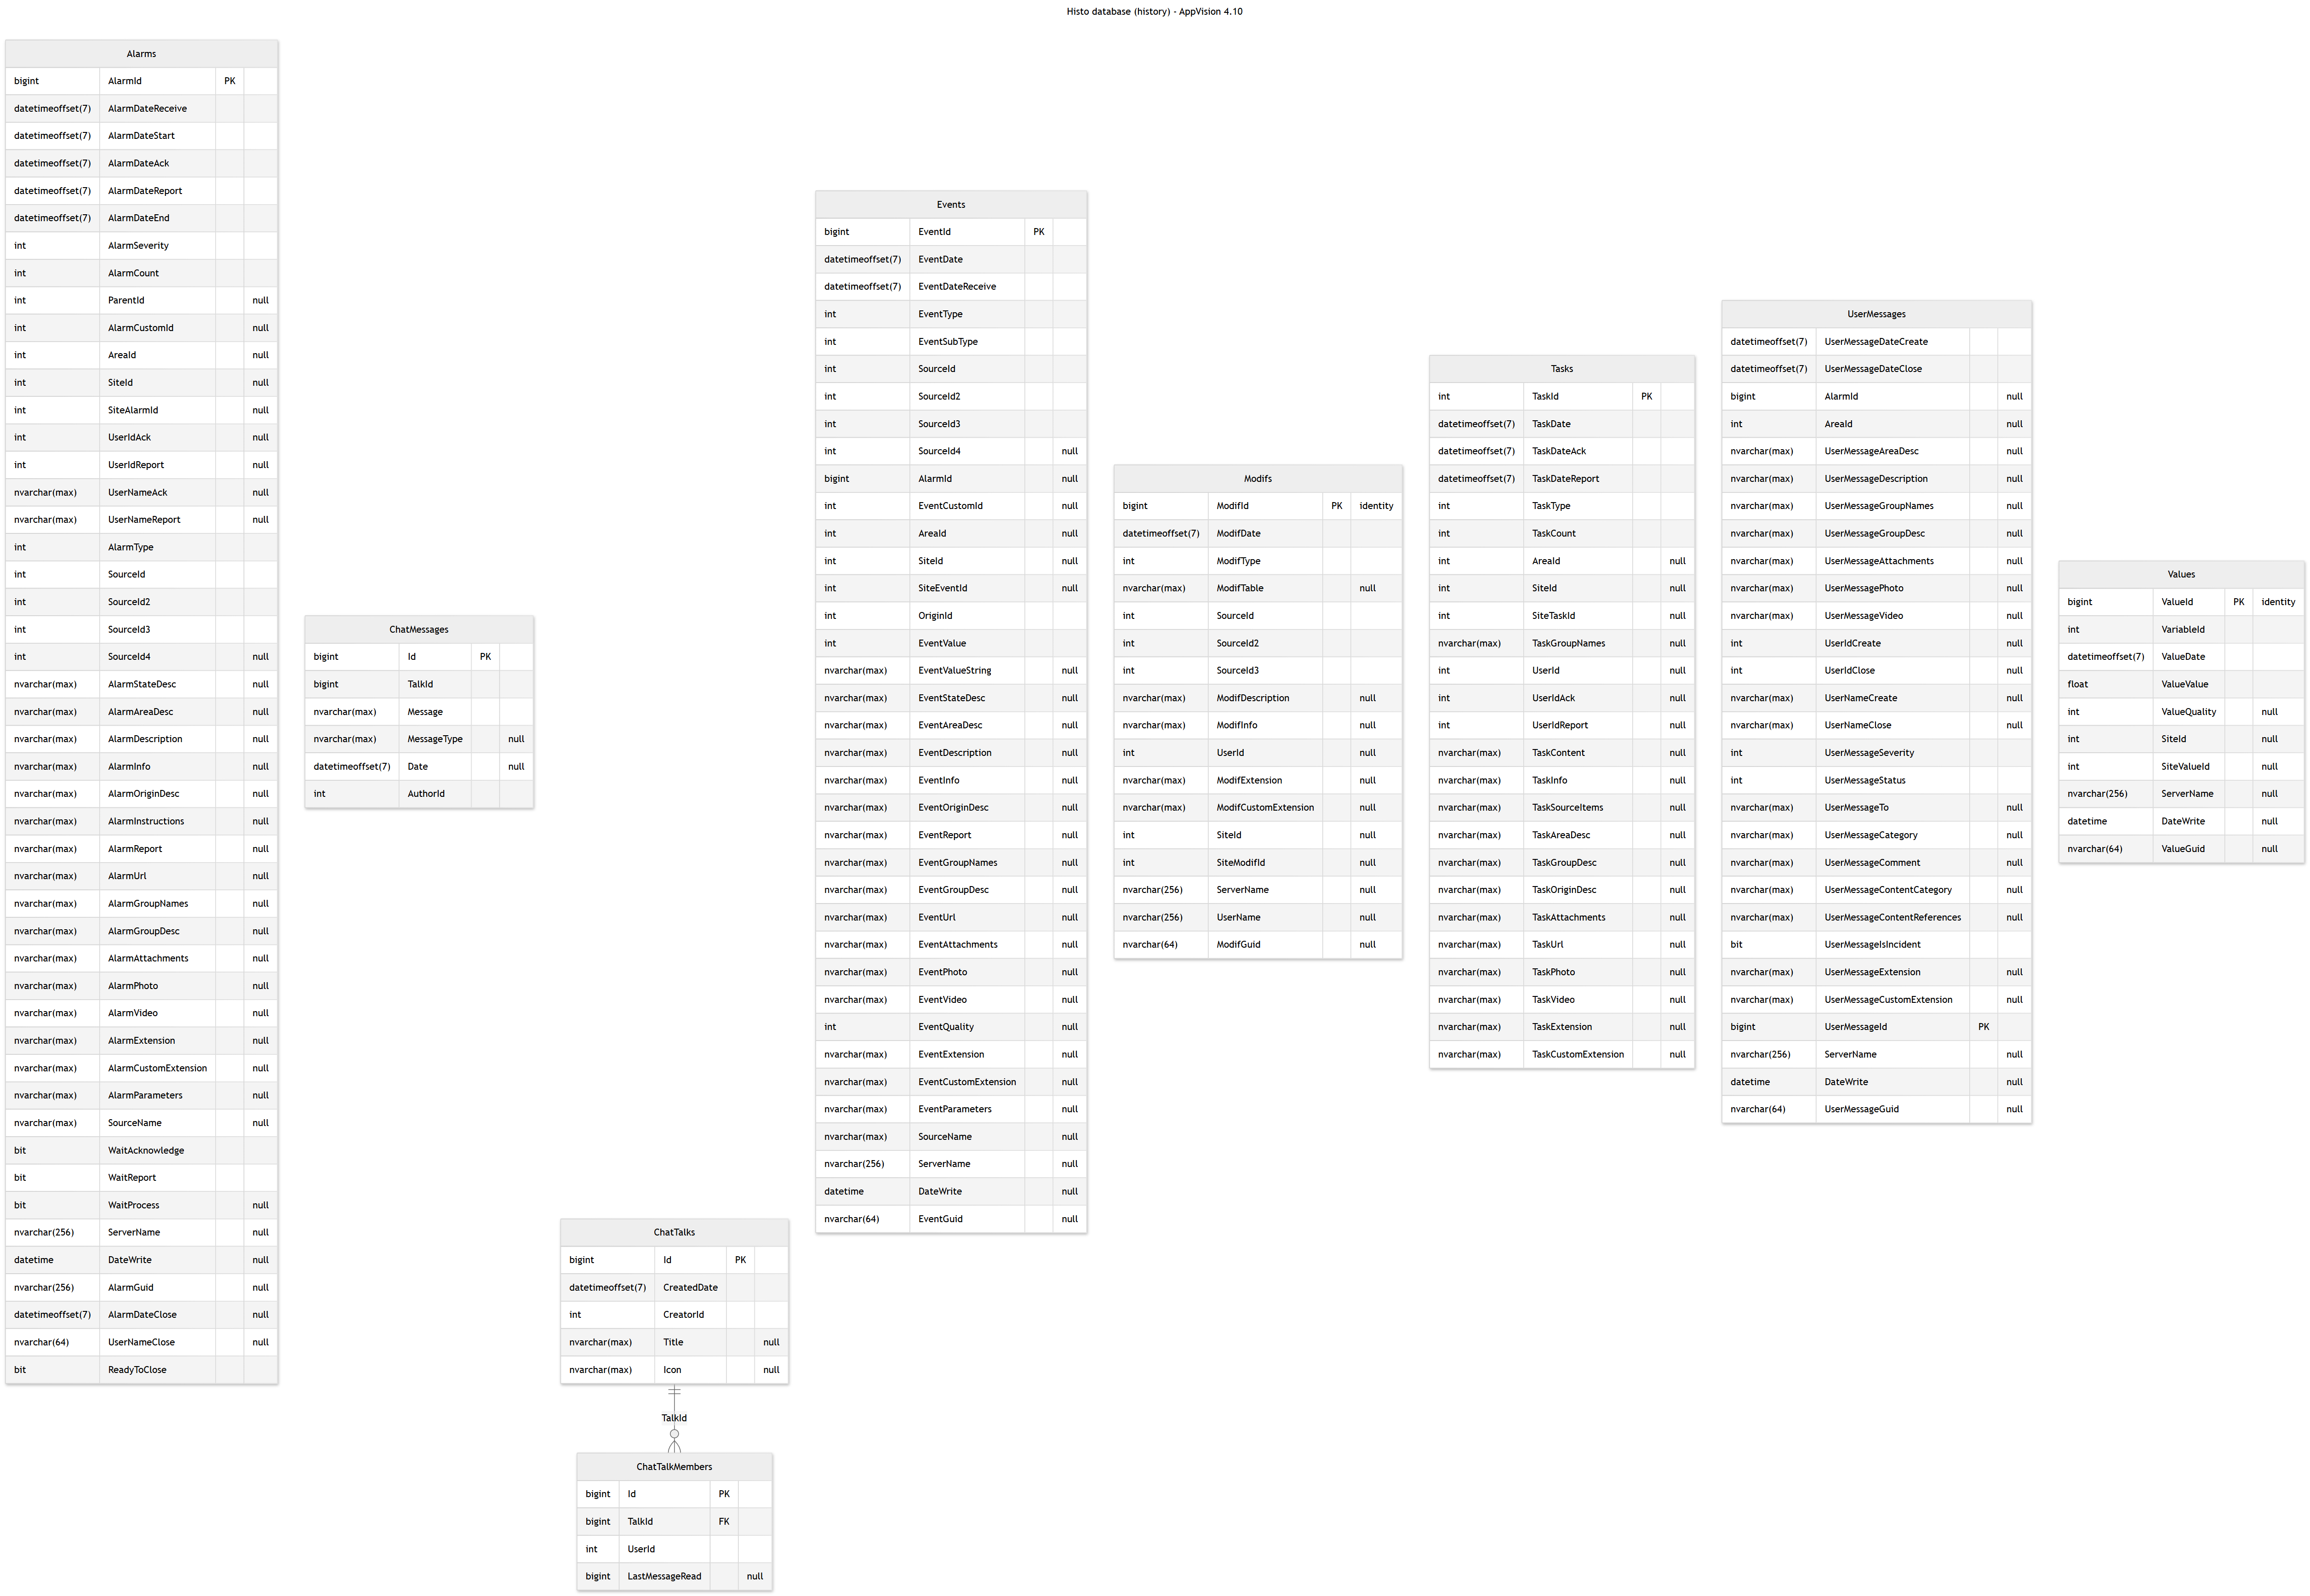 Histo database (history) - AppVision 4.10
Alarms
bigint AlarmId PK
datetimeoffset(7) AlarmDateReceive
datetimeoffset(7) AlarmDateStart
datetimeoffset(7) AlarmDateAck
datetimeoffset(7) AlarmDateReport
datetimeoffset(7) AlarmDateEnd
int AlarmSeverity
int AlarmCount
int ParentId null
int AlarmCustomId null
int AreaId null
int SiteId null
int SiteAlarmId null
int UserIdAck null
int UserIdReport null
nvarchar(max) UserNameAck null
nvarchar(max) UserNameReport null
int AlarmType
int SourceId
int SourceId2
int SourceId3
int SourceId4 null
nvarchar(max) AlarmStateDesc null
nvarchar(max) AlarmAreaDesc null
nvarchar(max) AlarmDescription null
nvarchar(max) AlarmInfo null
nvarchar(max) AlarmOriginDesc null
nvarchar(max) AlarmInstructions null
nvarchar(max) AlarmReport null
nvarchar(max) AlarmUrl null
nvarchar(max) AlarmGroupNames null
nvarchar(max) AlarmGroupDesc null
nvarchar(max) AlarmAttachments null
nvarchar(max) AlarmPhoto null
nvarchar(max) AlarmVideo null
nvarchar(max) AlarmExtension null
nvarchar(max) AlarmCustomExtension null
nvarchar(max) AlarmParameters null
nvarchar(max) SourceName null
bit WaitAcknowledge
bit WaitReport
bit WaitProcess null
nvarchar(256) ServerName null
datetime DateWrite null
nvarchar(256) AlarmGuid null
datetimeoffset(7) AlarmDateClose null
nvarchar(64) UserNameClose null
bit ReadyToClose
ChatMessages
bigint Id PK
bigint TalkId
nvarchar(max) Message
nvarchar(max) MessageType null
datetimeoffset(7) Date null
int AuthorId
ChatTalks
bigint Id PK
datetimeoffset(7) CreatedDate
int CreatorId
nvarchar(max) Title null
nvarchar(max) Icon null
TalkId
ChatTalkMembers
bigint Id PK
bigint TalkId FK
int UserId
bigint LastMessageRead null
Events
bigint EventId PK
datetimeoffset(7) EventDate
datetimeoffset(7) EventDateReceive
int EventType
int EventSubType
int SourceId
int SourceId2
int SourceId3
int SourceId4 null
bigint AlarmId null
int EventCustomId null
int AreaId null
int SiteId null
int SiteEventId null
int OriginId
int EventValue
nvarchar(max) EventValueString null
nvarchar(max) EventStateDesc null
nvarchar(max) EventAreaDesc null
nvarchar(max) EventDescription null
nvarchar(max) EventInfo null
nvarchar(max) EventOriginDesc null
nvarchar(max) EventReport null
nvarchar(max) EventGroupNames null
nvarchar(max) EventGroupDesc null
nvarchar(max) EventUrl null
nvarchar(max) EventAttachments null
nvarchar(max) EventPhoto null
nvarchar(max) EventVideo null
int EventQuality null
nvarchar(max) EventExtension null
nvarchar(max) EventCustomExtension null
nvarchar(max) EventParameters null
nvarchar(max) SourceName null
nvarchar(256) ServerName null
datetime DateWrite null
nvarchar(64) EventGuid null
Modifs
bigint ModifId PK identity
datetimeoffset(7) ModifDate
int ModifType
nvarchar(max) ModifTable null
int SourceId
int SourceId2
int SourceId3
nvarchar(max) ModifDescription null
nvarchar(max) ModifInfo null
int UserId null
nvarchar(max) ModifExtension null
nvarchar(max) ModifCustomExtension null
int SiteId null
int SiteModifId null
nvarchar(256) ServerName null
nvarchar(256) UserName null
nvarchar(64) ModifGuid null
Tasks
int TaskId PK
datetimeoffset(7) TaskDate
datetimeoffset(7) TaskDateAck
datetimeoffset(7) TaskDateReport
int TaskType
int TaskCount
int AreaId null
int SiteId null
int SiteTaskId null
nvarchar(max) TaskGroupNames null
int UserId null
int UserIdAck null
int UserIdReport null
nvarchar(max) TaskContent null
nvarchar(max) TaskInfo null
nvarchar(max) TaskSourceItems null
nvarchar(max) TaskAreaDesc null
nvarchar(max) TaskGroupDesc null
nvarchar(max) TaskOriginDesc null
nvarchar(max) TaskAttachments null
nvarchar(max) TaskUrl null
nvarchar(max) TaskPhoto null
nvarchar(max) TaskVideo null
nvarchar(max) TaskExtension null
nvarchar(max) TaskCustomExtension null
UserMessages
datetimeoffset(7) UserMessageDateCreate
datetimeoffset(7) UserMessageDateClose
bigint AlarmId null
int AreaId null
nvarchar(max) UserMessageAreaDesc null
nvarchar(max) UserMessageDescription null
nvarchar(max) UserMessageGroupNames null
nvarchar(max) UserMessageGroupDesc null
nvarchar(max) UserMessageAttachments null
nvarchar(max) UserMessagePhoto null
nvarchar(max) UserMessageVideo null
int UserIdCreate null
int UserIdClose null
nvarchar(max) UserNameCreate null
nvarchar(max) UserNameClose null
int UserMessageSeverity
int UserMessageStatus
nvarchar(max) UserMessageTo null
nvarchar(max) UserMessageCategory null
nvarchar(max) UserMessageComment null
nvarchar(max) UserMessageContentCategory null
nvarchar(max) UserMessageContentReferences null
bit UserMessageIsIncident
nvarchar(max) UserMessageExtension null
nvarchar(max) UserMessageCustomExtension null
bigint UserMessageId PK
nvarchar(256) ServerName null
datetime DateWrite null
nvarchar(64) UserMessageGuid null
Values
bigint ValueId PK identity
int VariableId
datetimeoffset(7) ValueDate
float ValueValue
int ValueQuality null
int SiteId null
int SiteValueId null
nvarchar(256) ServerName null
datetime DateWrite null
nvarchar(64) ValueGuid null